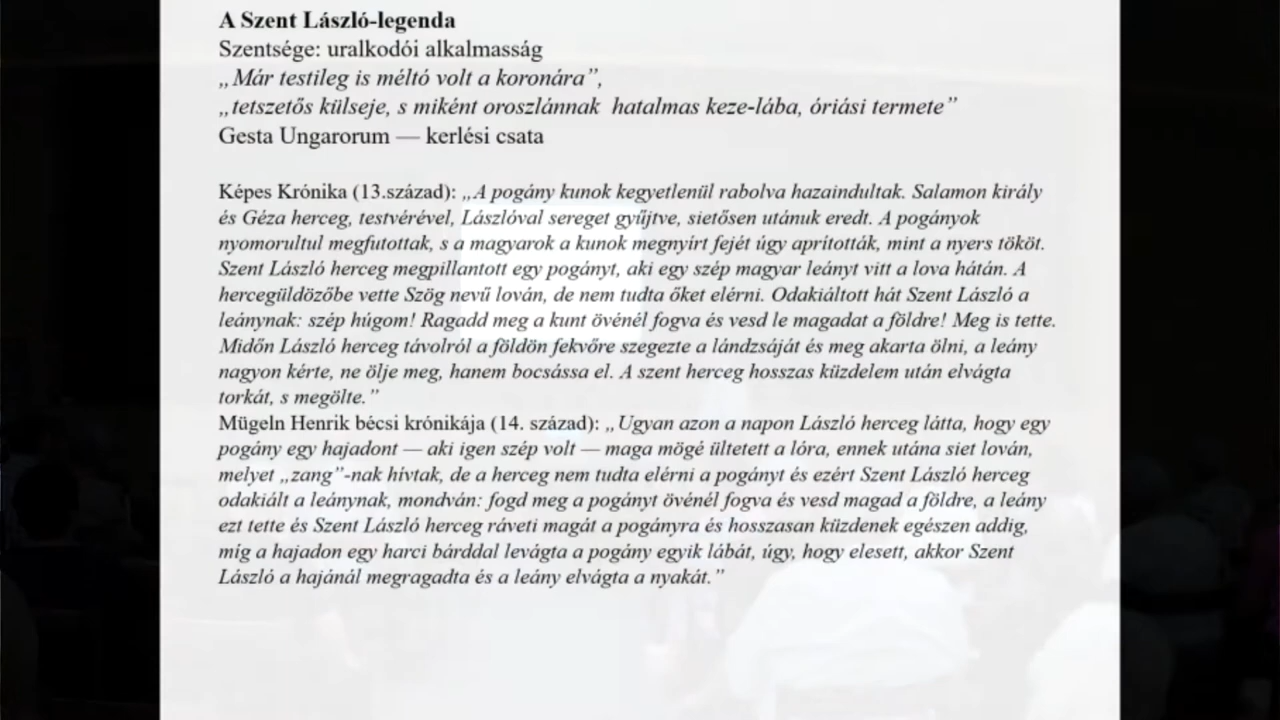 A Szent László-legenda
Szentsége: uralkodói alkalmasság
„Már testileg is méltó volt a koronára”,
„tetszetős külseje, s miként oroszlánnak hatalmas keze-lába, óriási termete”
Gesta Ungarorum — kerlési csata
Képes Krónika (13.század): „A pogány kunok kegyetlenül rabolva hazaindultak. Salamon király
és Géza herceg, testvérével, Lászlóval sereget gyűjtve, sietősen utánuk eredt. A pogányok
nyomorultul megfutottak, s a magyarok a kunok megnyírt fejét úgy aprították, mint a nyers tököt.
Szent László herceg megpillantott egy pogányt, aki egy szép magyar leányt vitt a lova hátán. A
hercegüldözőbe vette Szög nevű lován, de nem tudta őket elérni. Odakiáltott hát Szent László a
leánynak: szép húgom! Ragadd meg a kunt övénél fogva és vesd le magadat a földre! Meg is tette.
Midőn László herceg távolról a földön fekvőre szegezte a lándzsáját és meg akarta ölni, a leány
nagyon kérte, ne ölje meg, hanem bocsássa el. A szent herceg hosszas küzdelem után elvágta
torkát, s megölte.”
Mügeln Henrik bécsi krónikája (14. század): „Ugyan azon a napon László herceg látta, hogy egy
pogány egy hajadont — aki igen szép volt — maga mögé ültetett a lóra, ennek utána siet lován,
melyet „zang”-nak hívtak, de a herceg nem tudta elérni a pogányt és ezért Szent László herceg
odakiált a leánynak, mondván: fogd meg a pogányt övénél fogva és vesd magad a földre, a leány
ezt tette és Szent László herceg ráveti magát a pogányra és hosszasan küzdenek egészen addig,
míg a hajadon egy harci bárddal levágta a pogány egyik lábát, úgy, hogy elesett, akkor Szent
László a hajánál megragadta és a leány elvágta a nyakát.”